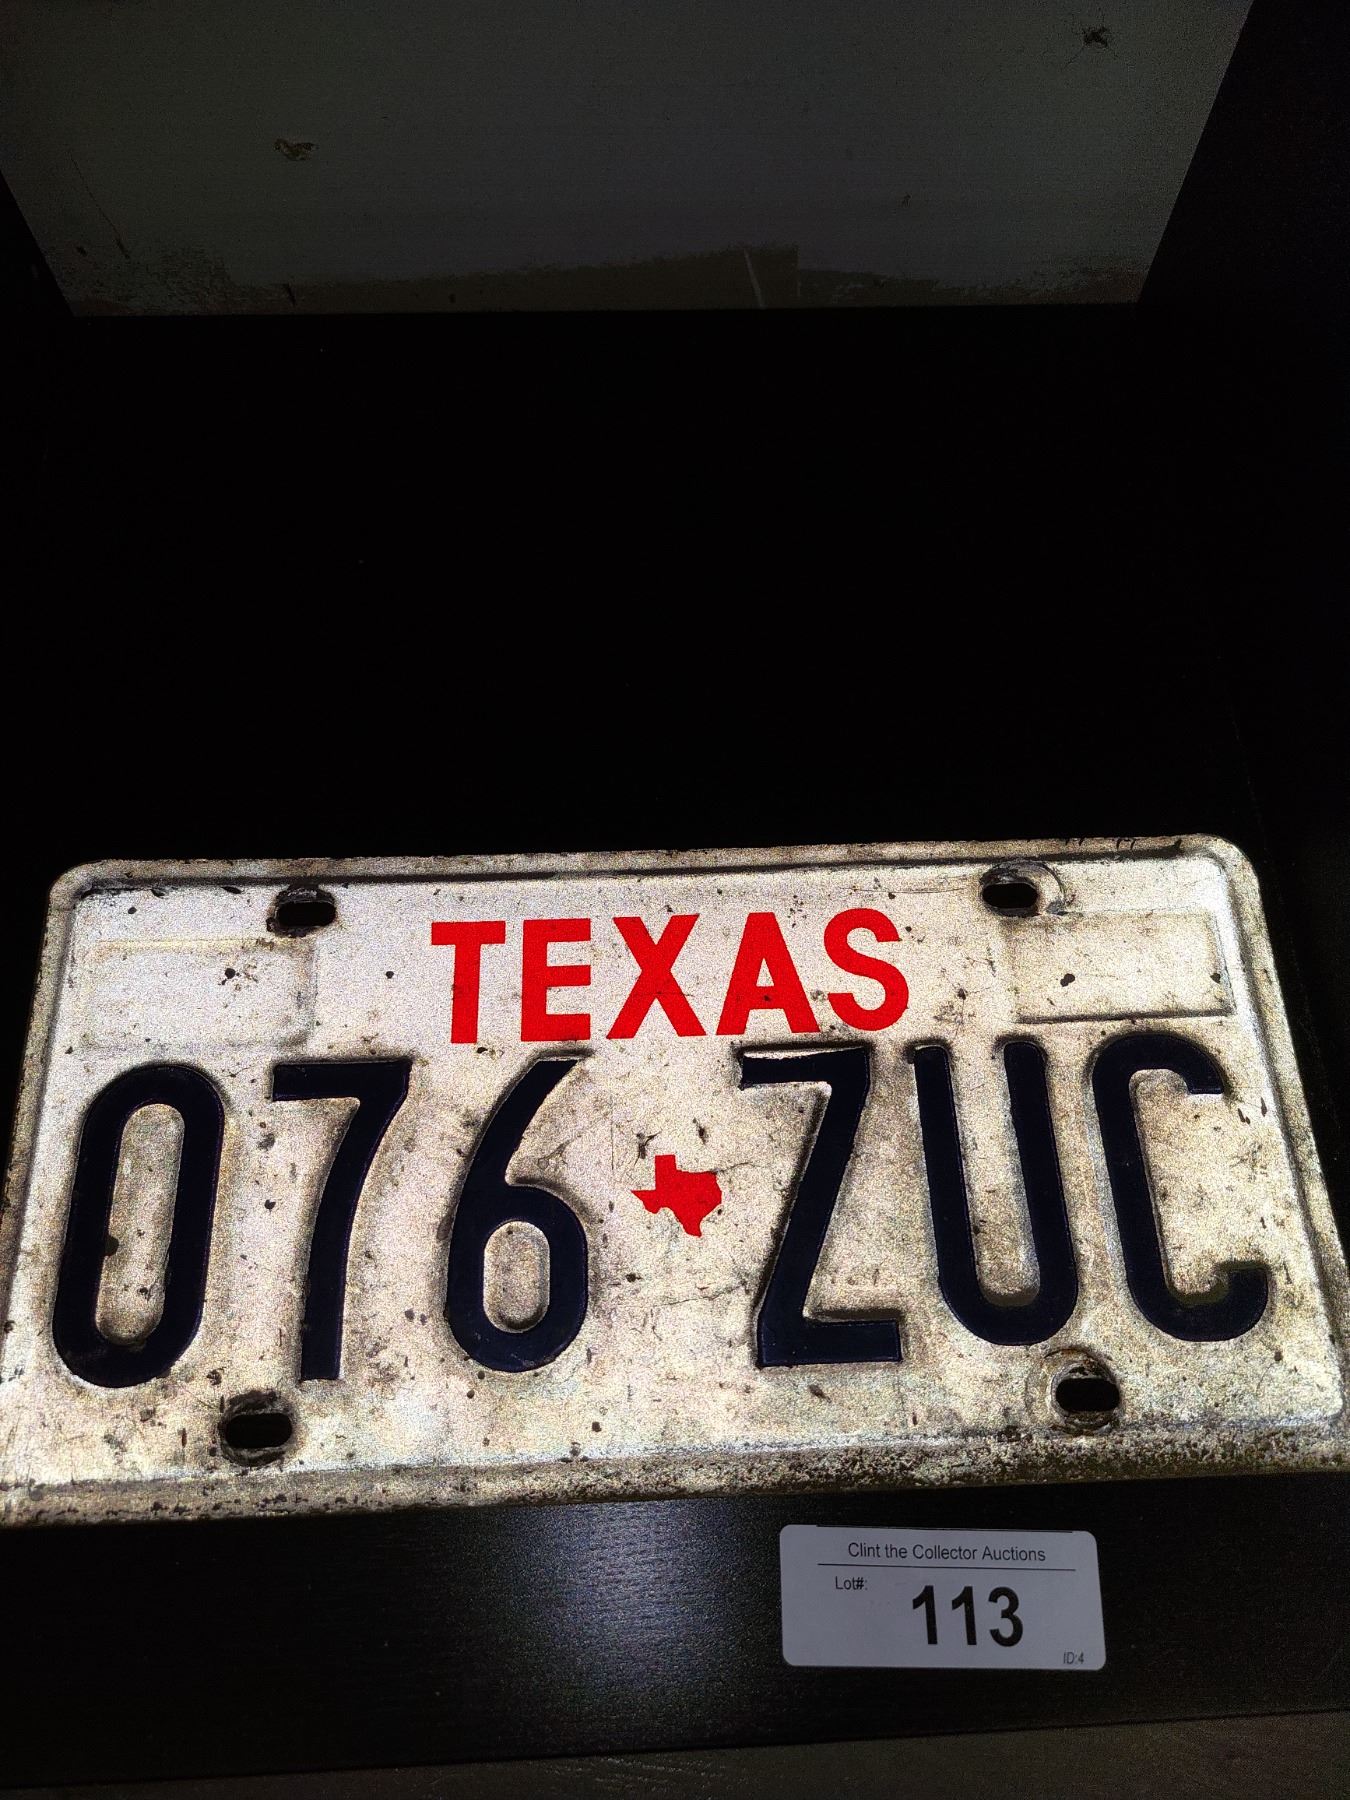 TEXAS
076 ZUC
Clint the Collector Auctions
Lot#:
113
ID:4